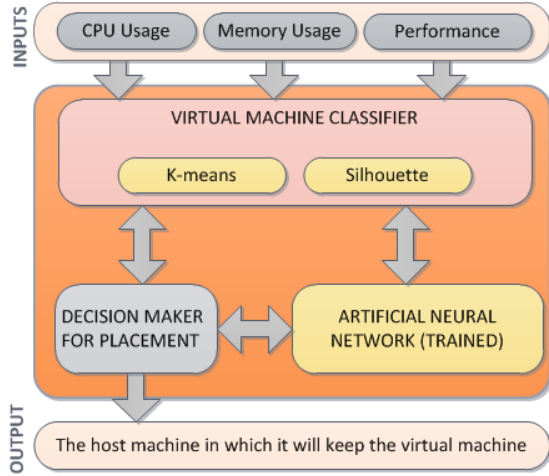 INPUTS
CPU Usage
Memory Usage
Performance
VIRTUAL MACHINE CLASSIFIER
K-means
Silhouette
DECISION MAKER
FOR PLACEMENT
ARTIFICIAL NEURAL
NETWORK (TRAINED)
OUTPUT
The host machine in which it will keep the virtual machine